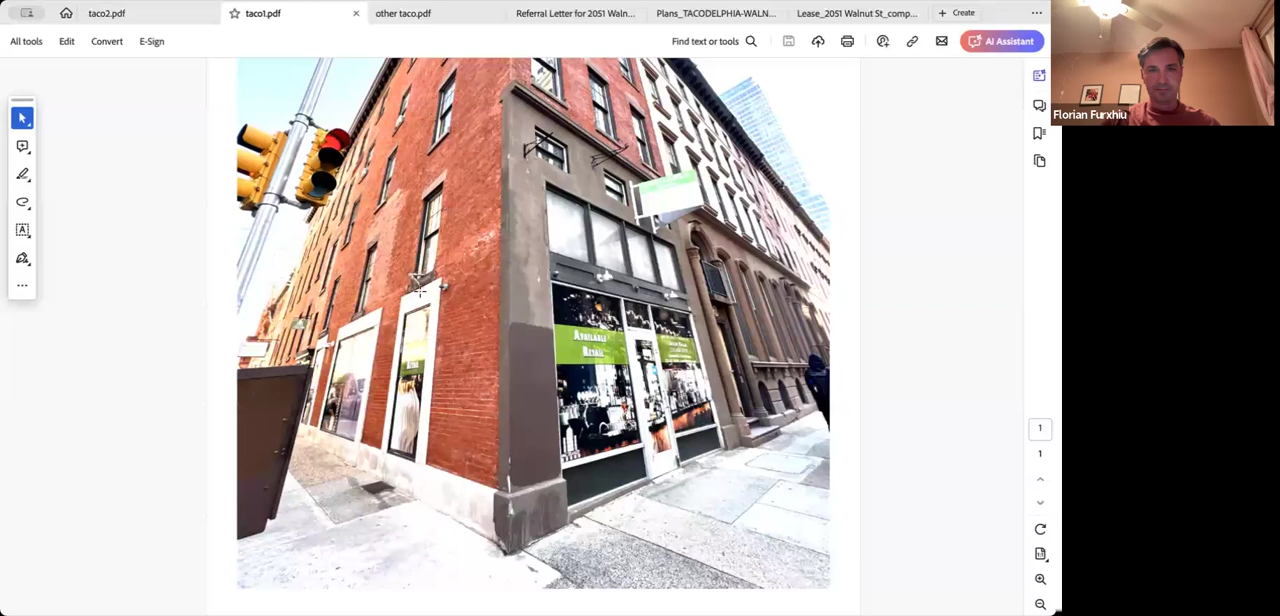 taco2.pdf
taco1.pdf
other taco.pdf
Referral Letter for 2051 Waln...
Plans_TACODELPHIA-WALN...
Lease_2051 Walnut St_comp...
Create
All tools
Edit
Convert
E-Sign
Find text or tools
AI Assistant
Florian Furxhiu
AVAILABLE
RETAIL
1
1